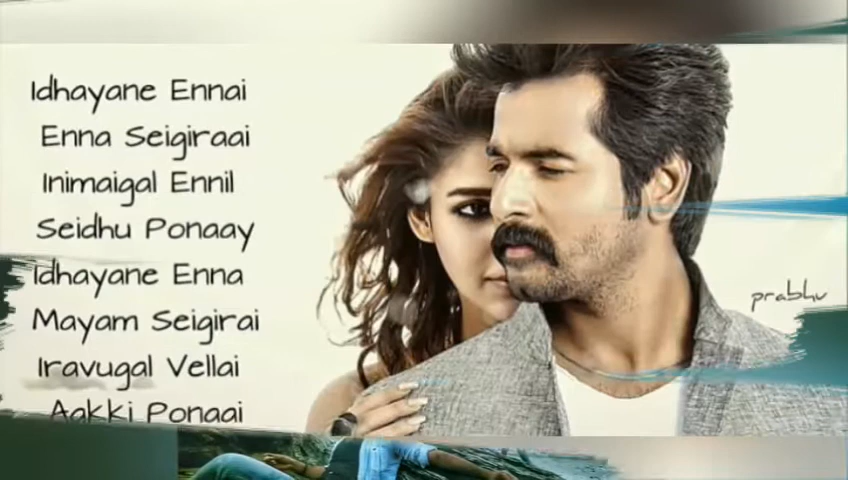 Idhayane Ennai
Enna Seigiraai
Inimaigal Ennil
Seidhu Ponaay
Idhayane Enna
Mayam Seigirai
Iravugal Vellai
Aakki Ponaai
prabhu